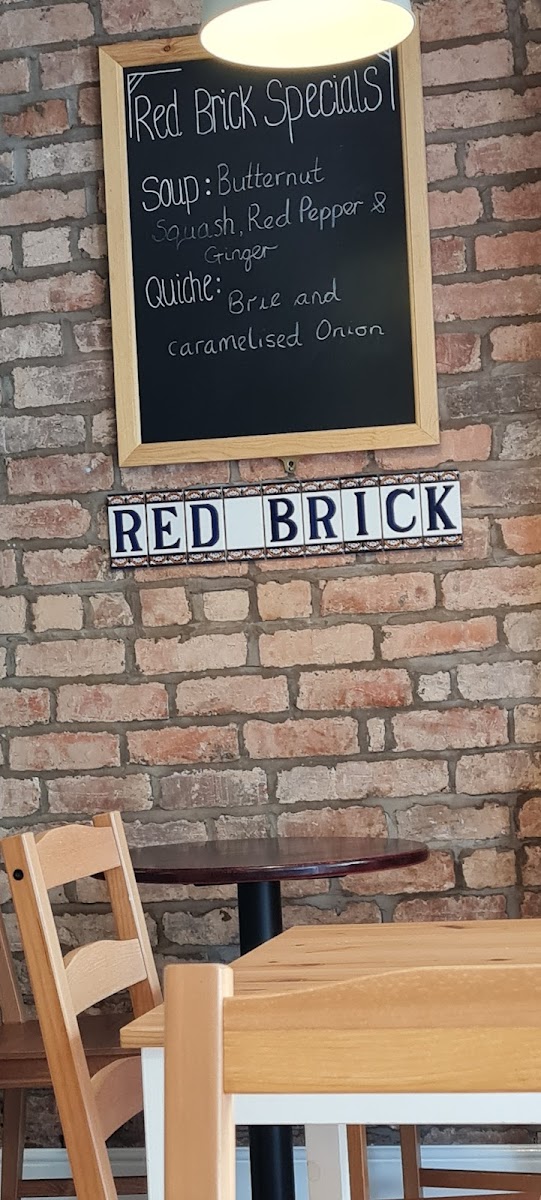 Red Brick Specials
Soup: Butternut
Squash, Red Pepper &
Ginger
Quiche:
Brie and
caramelised Onion
RED BRICK